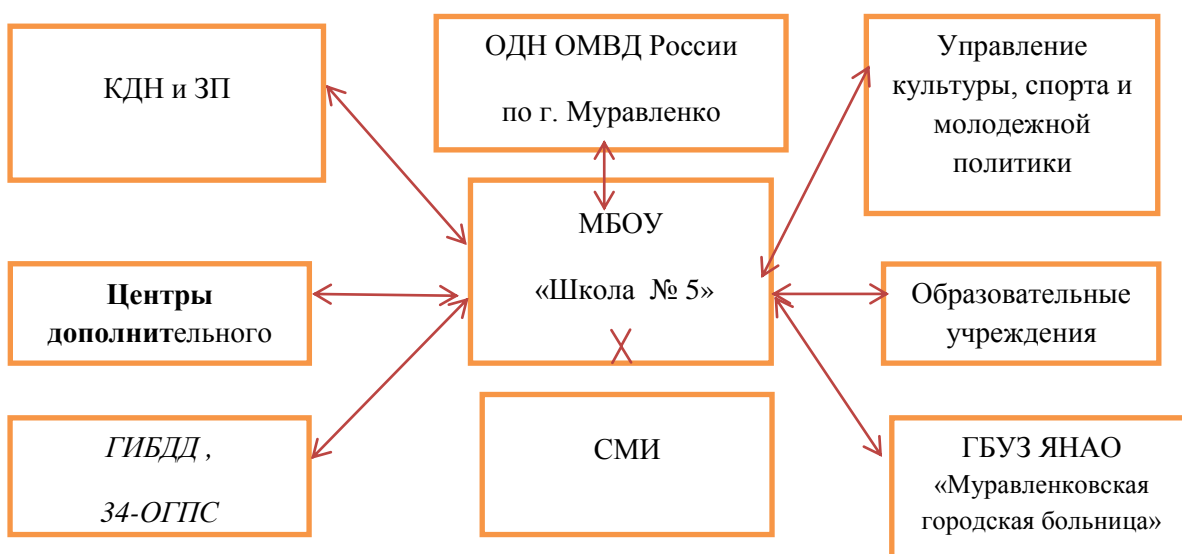 КДН и ЗП
ОДН ОМВД России
по г. Муравленко
Управление
культуры, спорта и
молодежной
политики
МБОУ
«Школа № 5»
Центры
дополнительного
Образовательные
учреждения
ГИБДД ,
34-ОГПС
СМИ
ГБУЗ ЯНАО
«Муравленковская
городская больница»